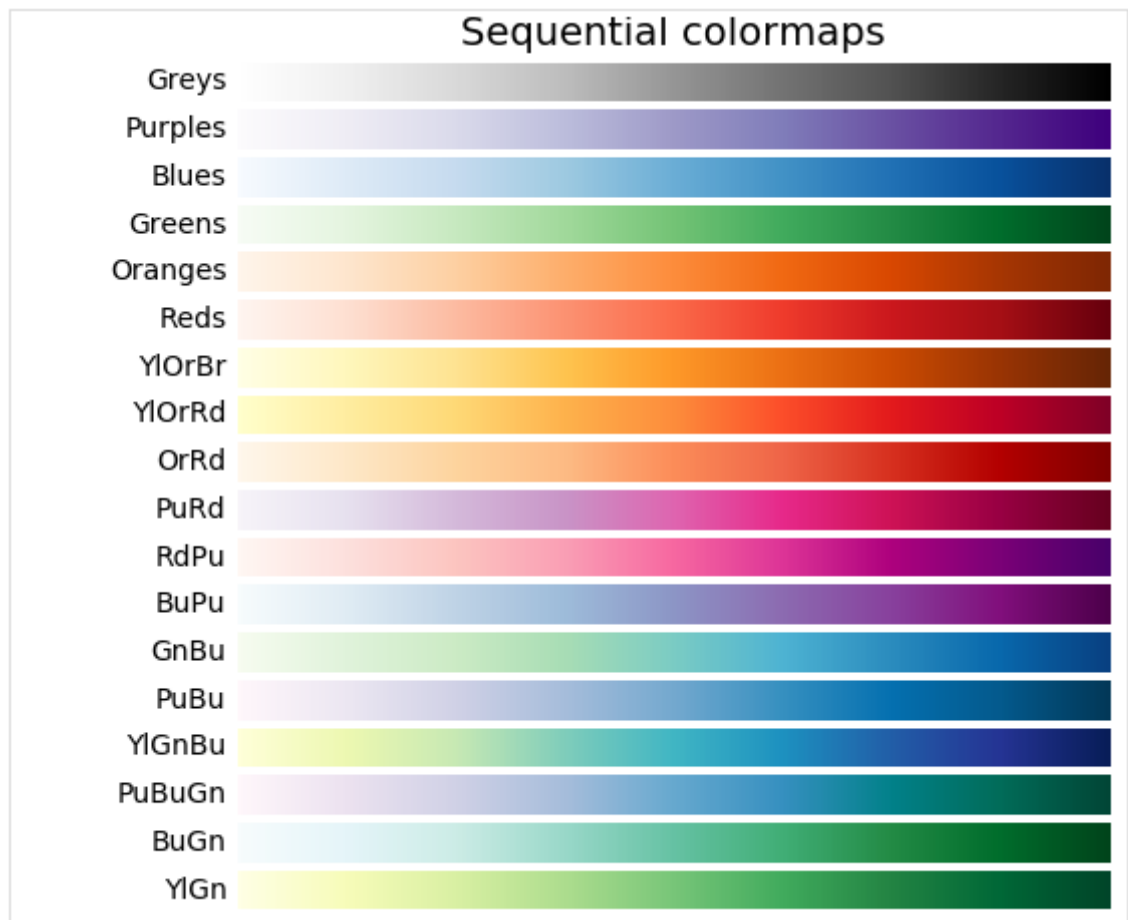 Sequential colormaps
Greys
Purples
Blues
Greens
Oranges
Reds
YlOrBr
YlOrRd
OrRd
PuRd
RdPu
BuPu
GnBu
PuBu
YlGnBu
PuBuGn
BuGn
YlGn